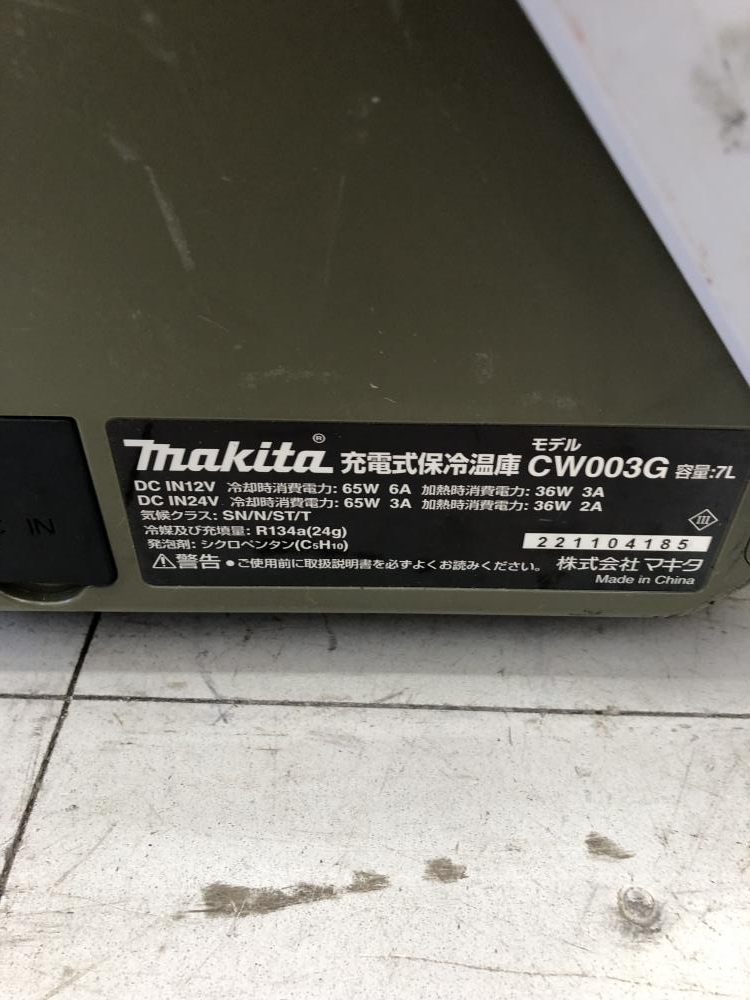 makita® 充電式保冷温庫 モデル CW003G 容量:7L
DC IN12V 冷却時消費電力: 65W 6A 加熱時消費電力: 36W 3A
DC IN24V 冷却時消費電力: 65W 3A 加熱時消費電力: 36W 2A
気候クラス: SN/N/ST/T
冷媒及び充填量: R134a(24g)
III
発泡剤: シクロペンタン(C₅H₁₀)
221104185
⚠警告 ●ご使用前に取扱説明書を必ずよくお読みください。 株式会社 マキタ
Made in China
IN